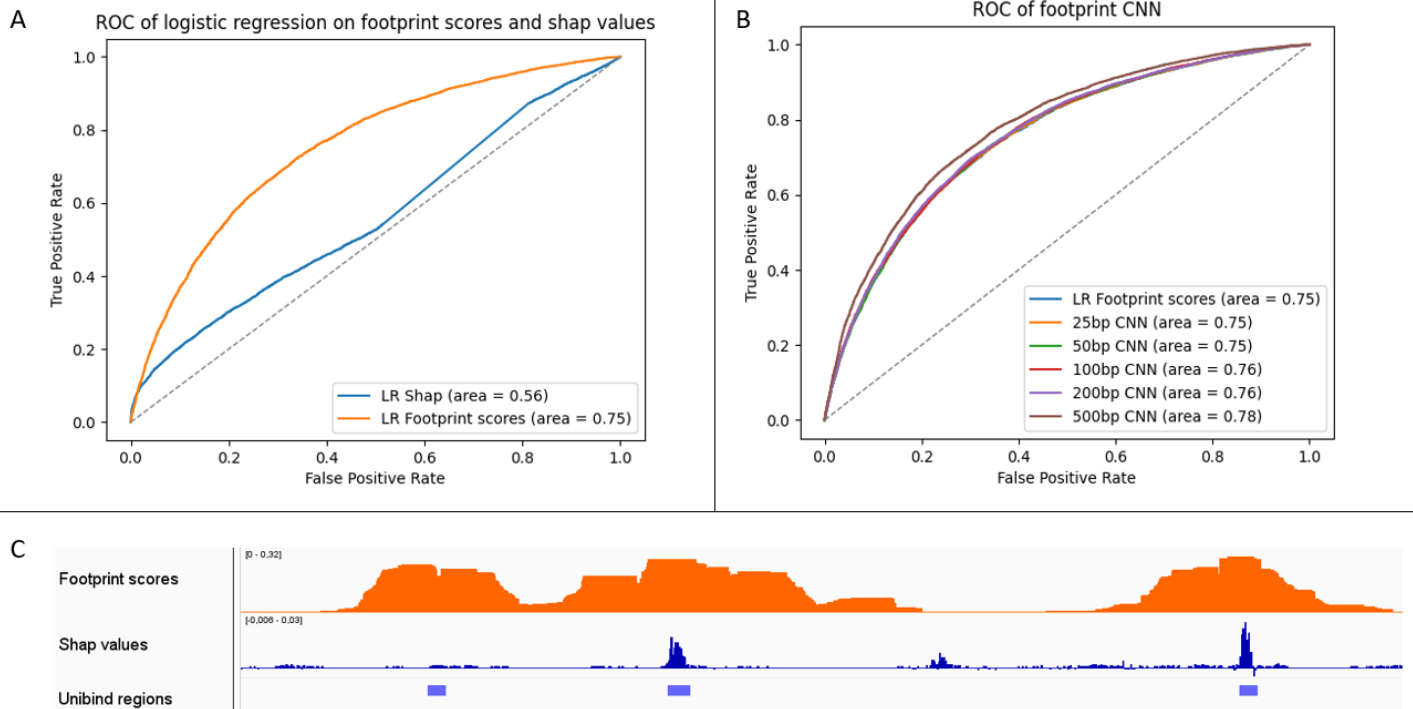 A
ROC of logistic regression on footprint scores and shap values
True Positive Rate
1.0
0.8
0.6
0.4
0.2
0.0
0.0 0.2 0.4 0.6 0.8 1.0
False Positive Rate
LR Shap (area = 0.56)
LR Footprint scores (area = 0.75)
B
ROC of footprint CNN
True Positive Rate
1.0
0.8
0.6
0.4
0.2
0.0
0.0 0.2 0.4 0.6 0.8 1.0
False Positive Rate
LR Footprint scores (area = 0.75)
25bp CNN (area = 0.75)
50bp CNN (area = 0.75)
100bp CNN (area = 0.76)
200bp CNN (area = 0.76)
500bp CNN (area = 0.78)
C
Footprint scores
[0 - 0,32]
Shap values
[-0,006 - 0,03]
Unibind regions